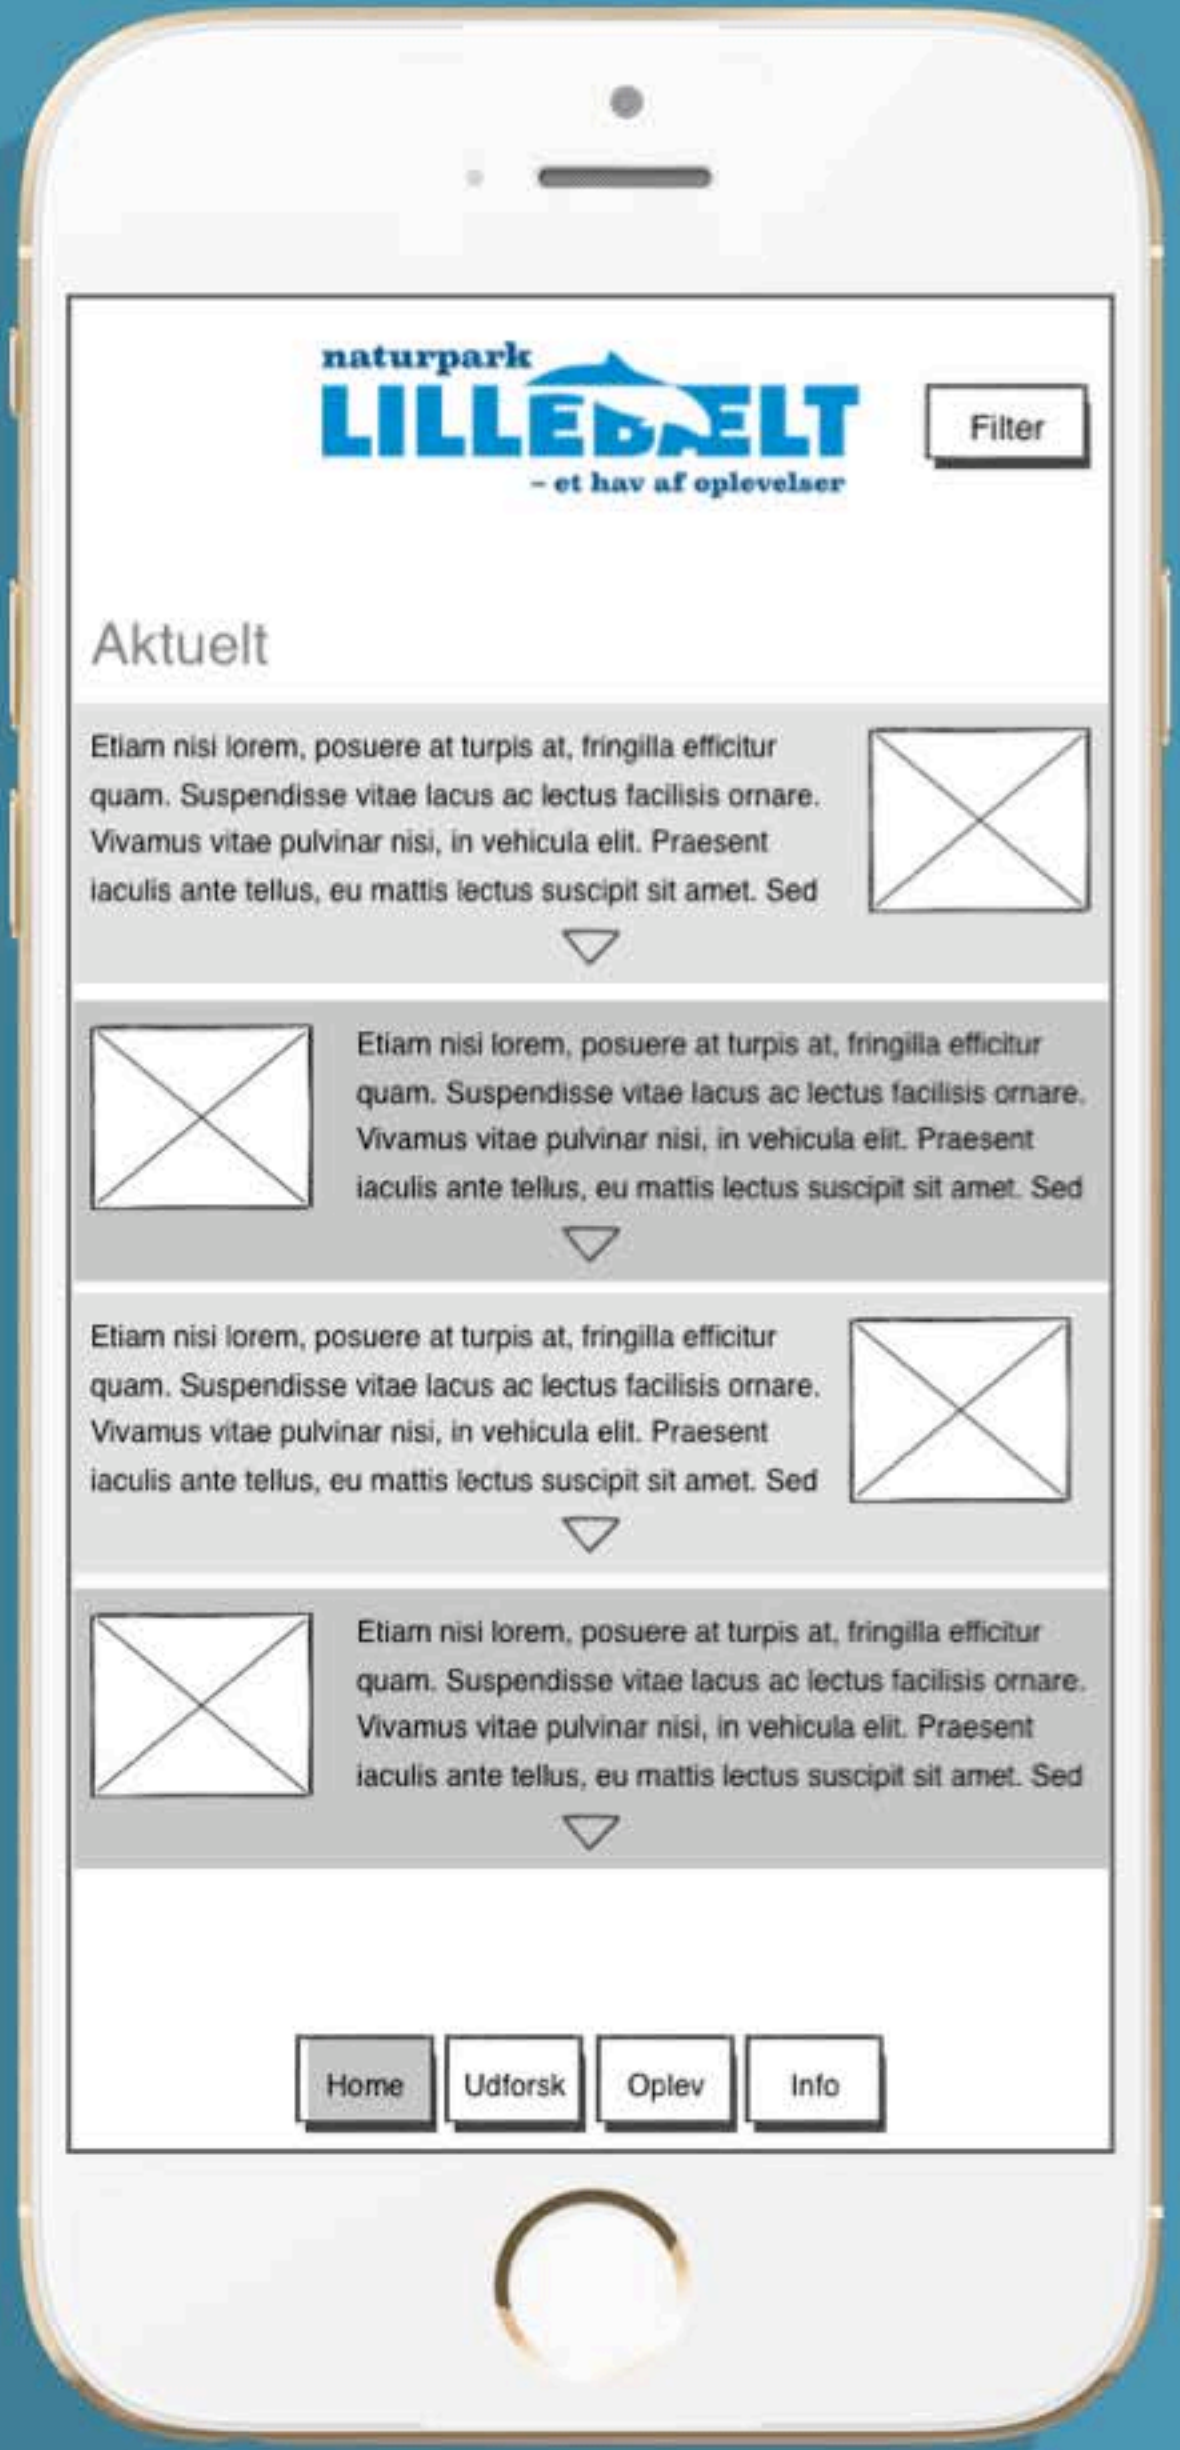 naturpark
LILLEBÆLT
– et hav af oplevelser
Filter
Aktuelt
Etiam nisi lorem, posuere at turpis at, fringilla efficitur
quam. Suspendisse vitae lacus ac lectus facilisis ornare.
Vivamus vitae pulvinar nisi, in vehicula elit. Praesent
iaculis ante tellus, eu mattis lectus suscipit sit amet. Sed
Etiam nisi lorem, posuere at turpis at, fringilla efficitur
quam. Suspendisse vitae lacus ac lectus facilisis ornare.
Vivamus vitae pulvinar nisi, in vehicula elit. Praesent
iaculis ante tellus, eu mattis lectus suscipit sit amet. Sed
Etiam nisi lorem, posuere at turpis at, fringilla efficitur
quam. Suspendisse vitae lacus ac lectus facilisis ornare.
Vivamus vitae pulvinar nisi, in vehicula elit. Praesent
iaculis ante tellus, eu mattis lectus suscipit sit amet. Sed
Etiam nisi lorem, posuere at turpis at, fringilla efficitur
quam. Suspendisse vitae lacus ac lectus facilisis ornare.
Vivamus vitae pulvinar nisi, in vehicula elit. Praesent
iaculis ante tellus, eu mattis lectus suscipit sit amet. Sed
Home Udforsk Oplev Info